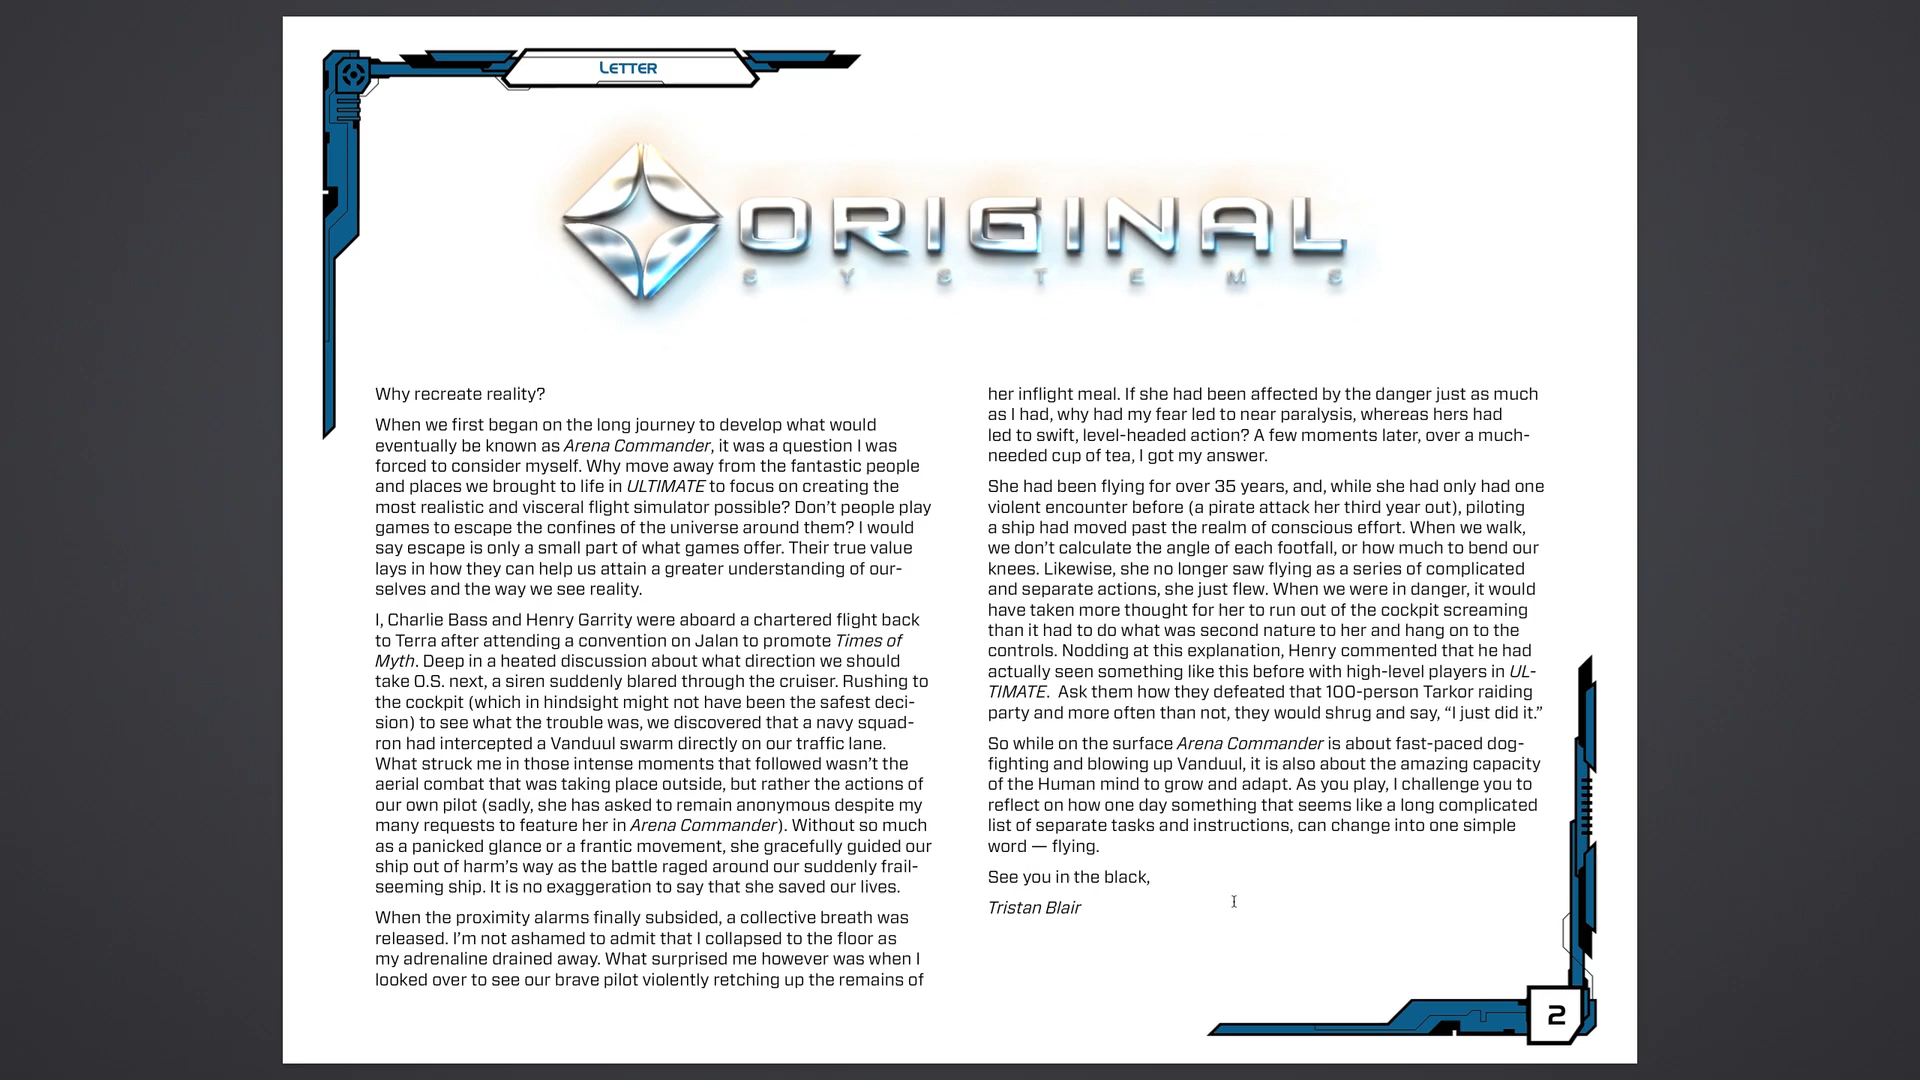 LETTER
ORIGINAL
SYSTEMS
Why recreate reality?
When we first began on the long journey to develop what would
eventually be known as Arena Commander, it was a question I was
forced to consider myself. Why move away from the fantastic people
and places we brought to life in ULTIMATE to focus on creating the
most realistic and visceral flight simulator possible? Don’t people play
games to escape the confines of the universe around them? I would
say escape is only a small part of what games offer. Their true value
lays in how they can help us attain a greater understanding of our-
selves and the way we see reality.
I, Charlie Bass and Henry Garrity were aboard a chartered flight back
to Terra after attending a convention on Jalan to promote Times of
Myth. Deep in a heated discussion about what direction we should
take O.S. next, a siren suddenly blared through the cruiser. Rushing to
the cockpit (which in hindsight might not have been the safest deci-
sion) to see what the trouble was, we discovered that a navy squad-
ron had intercepted a Vanduul swarm directly on our traffic lane.
What struck me in those intense moments that followed wasn’t the
aerial combat that was taking place outside, but rather the actions of
our own pilot (sadly, she has asked to remain anonymous despite my
many requests to feature her in Arena Commander). Without so much
as a panicked glance or a frantic movement, she gracefully guided our
ship out of harm’s way as the battle raged around our suddenly frail-
seeming ship. It is no exaggeration to say that she saved our lives.
When the proximity alarms finally subsided, a collective breath was
released. I’m not ashamed to admit that I collapsed to the floor as
my adrenaline drained away. What surprised me however was when I
looked over to see our brave pilot violently retching up the remains of
her inflight meal. If she had been affected by the danger just as much
as I had, why had my fear led to near paralysis, whereas hers had
led to swift, level-headed action? A few moments later, over a much-
needed cup of tea, I got my answer.
She had been flying for over 35 years, and, while she had only had one
violent encounter before (a pirate attack her third year out), piloting
a ship had moved past the realm of conscious effort. When we walk,
we don’t calculate the angle of each footfall, or how much to bend our
knees. Likewise, she no longer saw flying as a series of complicated
and separate actions, she just flew. When we were in danger, it would
have taken more thought for her to run out of the cockpit screaming
than it had to do what was second nature to her and hang on to the
controls. Nodding at this explanation, Henry commented that he had
actually seen something like this before with high-level players in UL-
TIMATE.  Ask them how they defeated that 100-person Tarkor raiding
party and more often than not, they would shrug and say, “I just did it.”
So while on the surface Arena Commander is about fast-paced dog-
fighting and blowing up Vanduul, it is also about the amazing capacity
of the Human mind to grow and adapt. As you play, I challenge you to
reflect on how one day something that seems like a long complicated
list of separate tasks and instructions, can change into one simple
word — flying.
See you in the black,
Tristan Blair
2